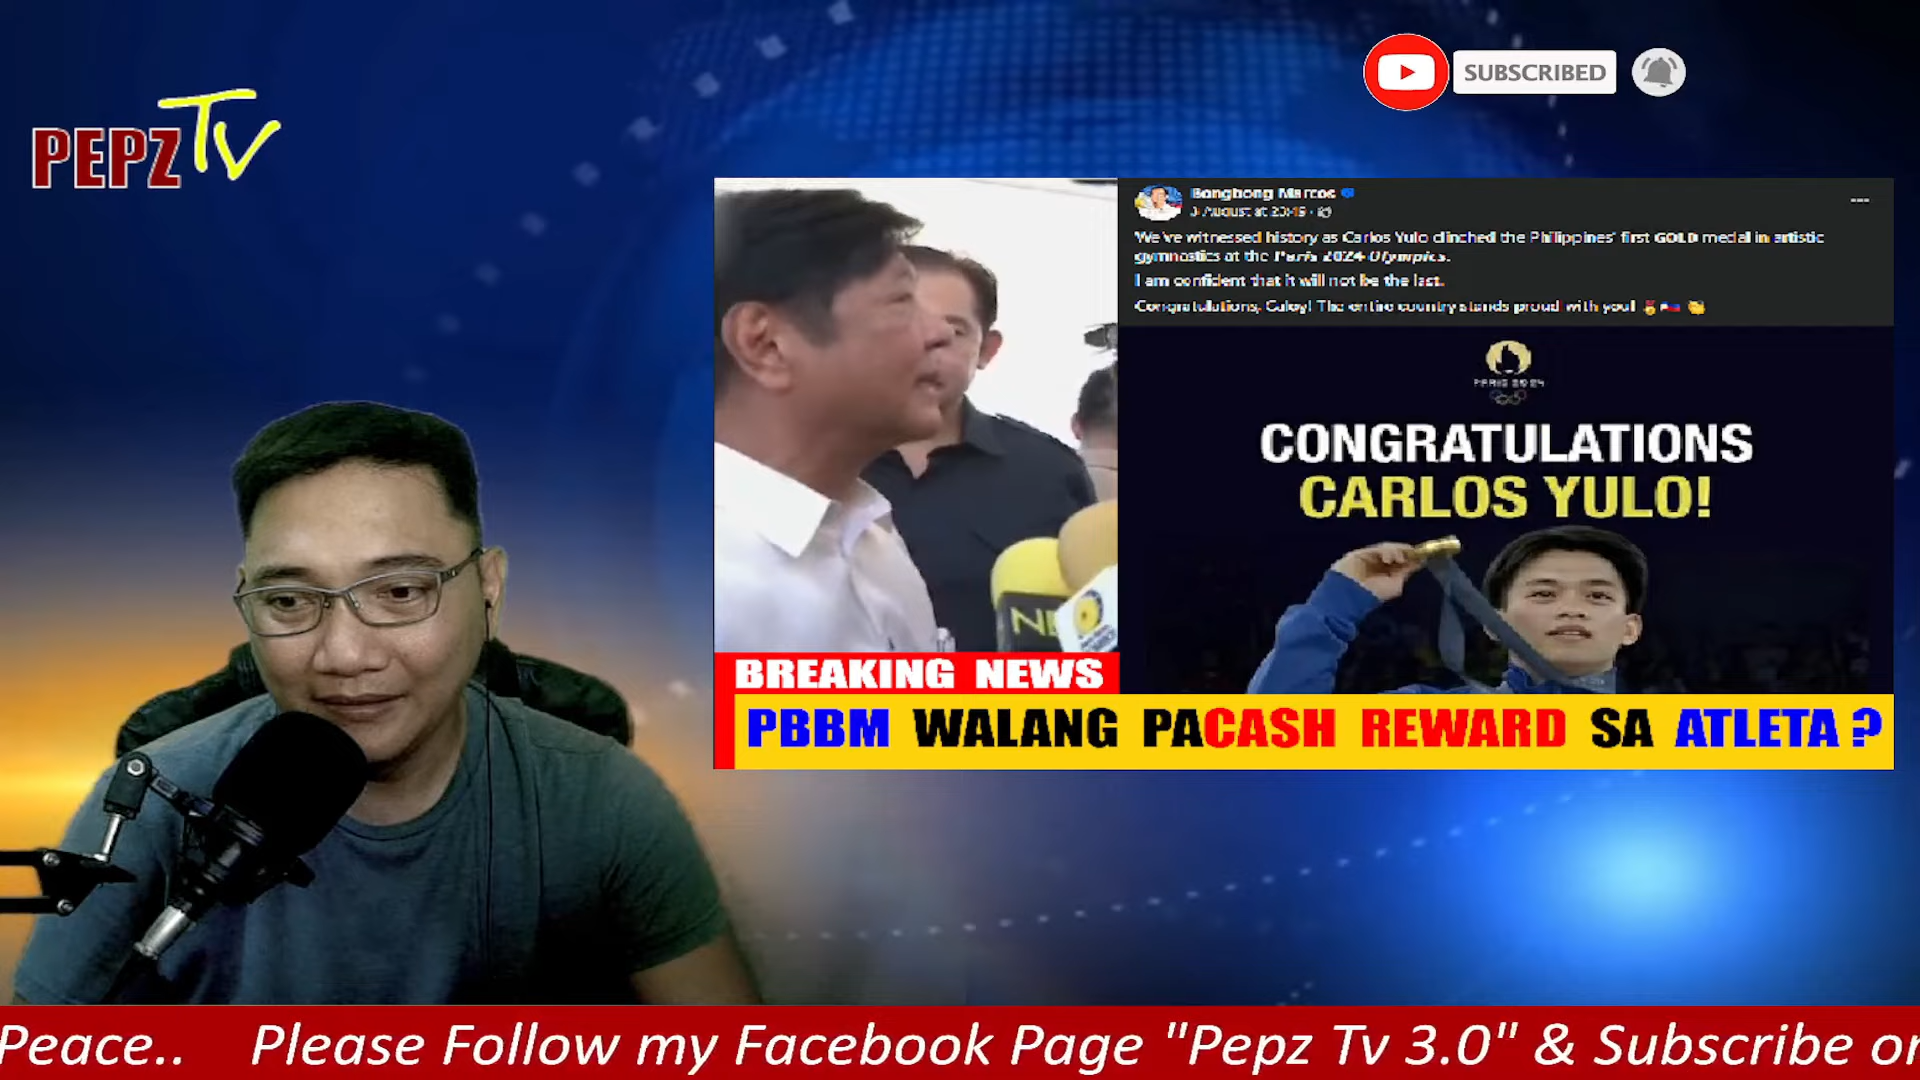 PEPZ TV
SUBSCRIBED
Bongbong Marcos
We've witnessed history as Carlos Yulo clinched the Philippines' first GOLD medal in artistic
gymnastics at the Paris 2024 Olympics.
I am confident that it will not be the last.
Congratulations, Caloy! The entire country stands proud with you!
PARIS 2024
CONGRATULATIONS
CARLOS YULO!
BREAKING NEWS
PBBM WALANG PACASH REWARD SA ATLETA ?
Peace.. Please Follow my Facebook Page "Pepz Tv 3.0" & Subscribe